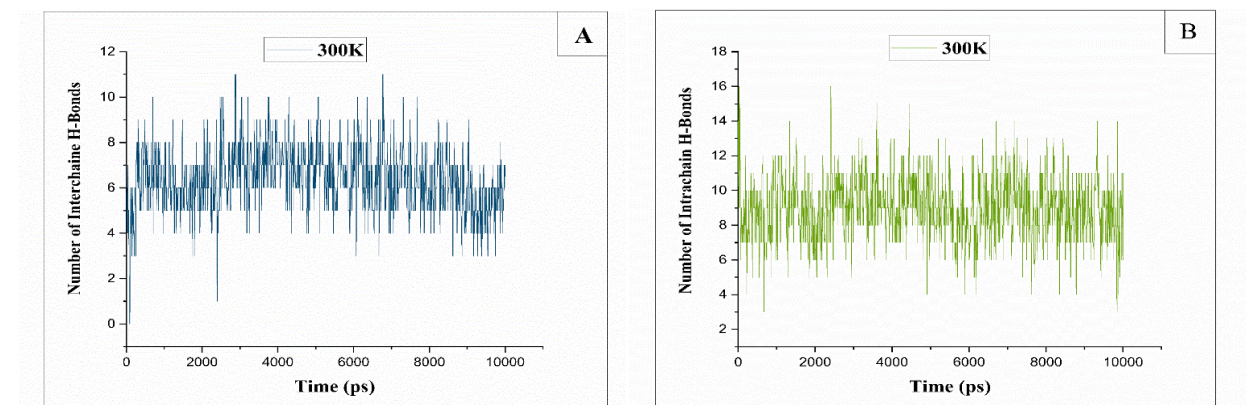 A
300K
Number of Interchaine H-Bonds
12
10
8
6
4
2
0
0 2000 4000 6000 8000 10000
Time (ps)
B
300K
Number of Intrachain H-Bonds
18
16
14
12
10
8
6
4
2
0 2000 4000 6000 8000 10000
Time (ps)